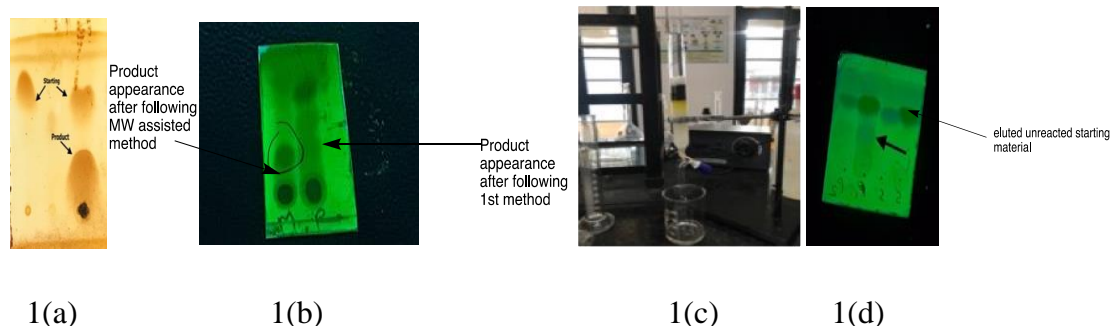 Starting
Product
Product
appearance
after following
MW assisted
method
Product
appearance
after following
1st method
eluted unreacted starting
material
1(a)
1(b)
1(c)
1(d)